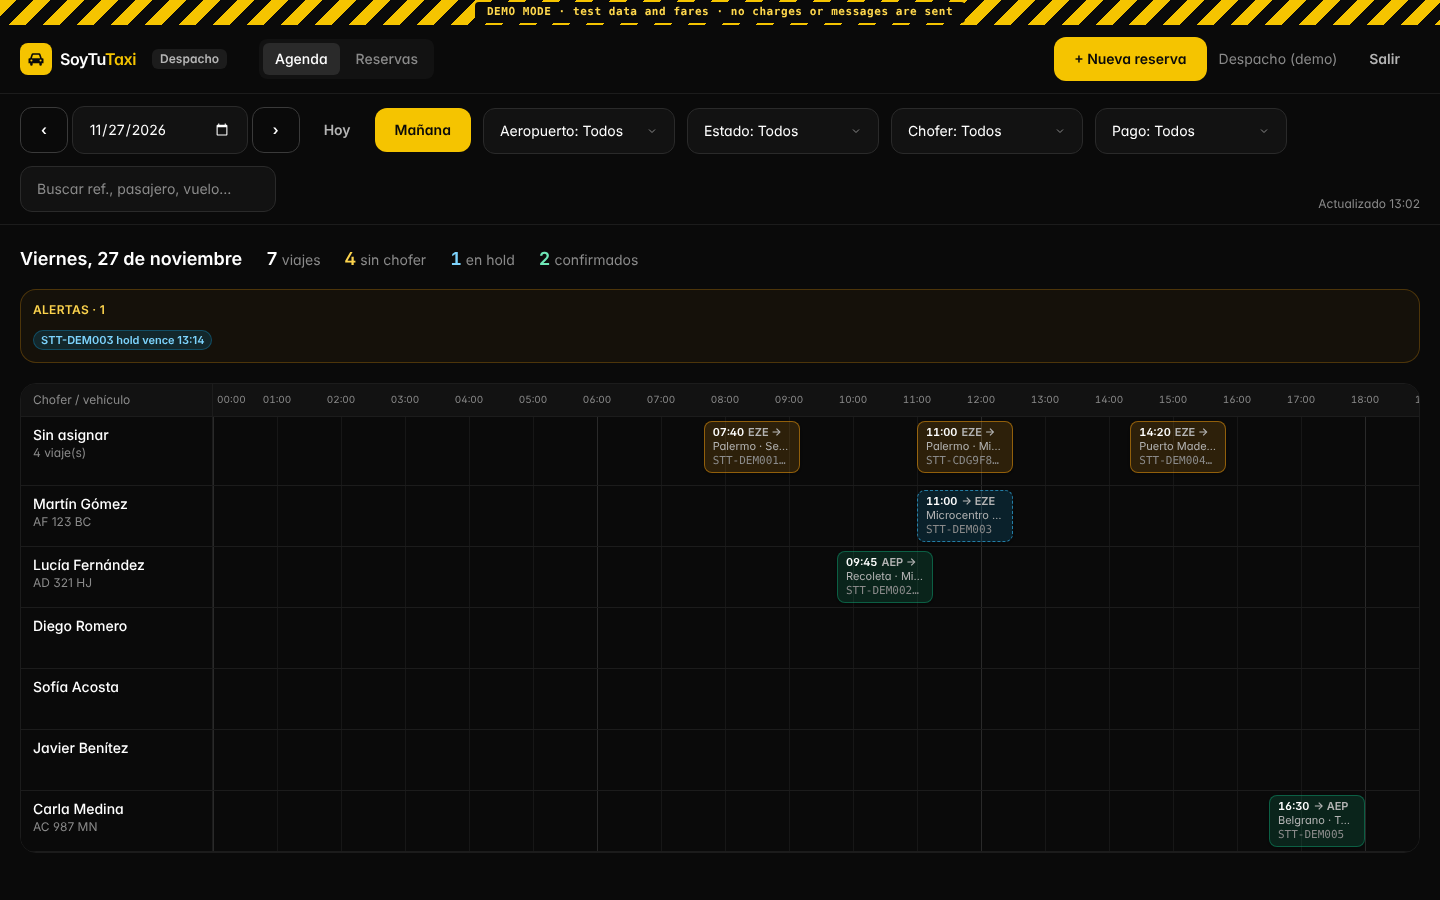 DEMO MODE · test data and fares · no charges or messages are sent
SoyTuTaxi Despacho Agenda Reservas + Nueva reserva Despacho (demo) Salir
‹ 11/27/2026 › Hoy Mañana Aeropuerto: Todos Estado: Todos Chofer: Todos Pago: Todos
Buscar ref., pasajero, vuelo...
Actualizado 13:02
Viernes, 27 de noviembre 7 viajes 4 sin chofer 1 en hold 2 confirmados
ALERTAS · 1
STT-DEM003 hold vence 13:14
Chofer / vehículo 00:00 01:00 02:00 03:00 04:00 05:00 06:00 07:00 08:00 09:00 10:00 11:00 12:00 13:00 14:00 15:00 16:00 17:00 18:00
Sin asignar
4 viaje(s)
07:40 EZE →
Palermo · Se...
STT-DEM001…
11:00 EZE →
Palermo · Mi...
STT-CDG9F8…
14:20 EZE →
Puerto Made...
STT-DEM004…
Martín Gómez
AF 123 BC
11:00 → EZE
Microcentro ...
STT-DEM003
Lucía Fernández
AD 321 HJ
09:45 AEP →
Recoleta · Mi...
STT-DEM002…
Diego Romero
Sofía Acosta
Javier Benítez
Carla Medina
AC 987 MN
16:30 → AEP
Belgrano · T...
STT-DEM005